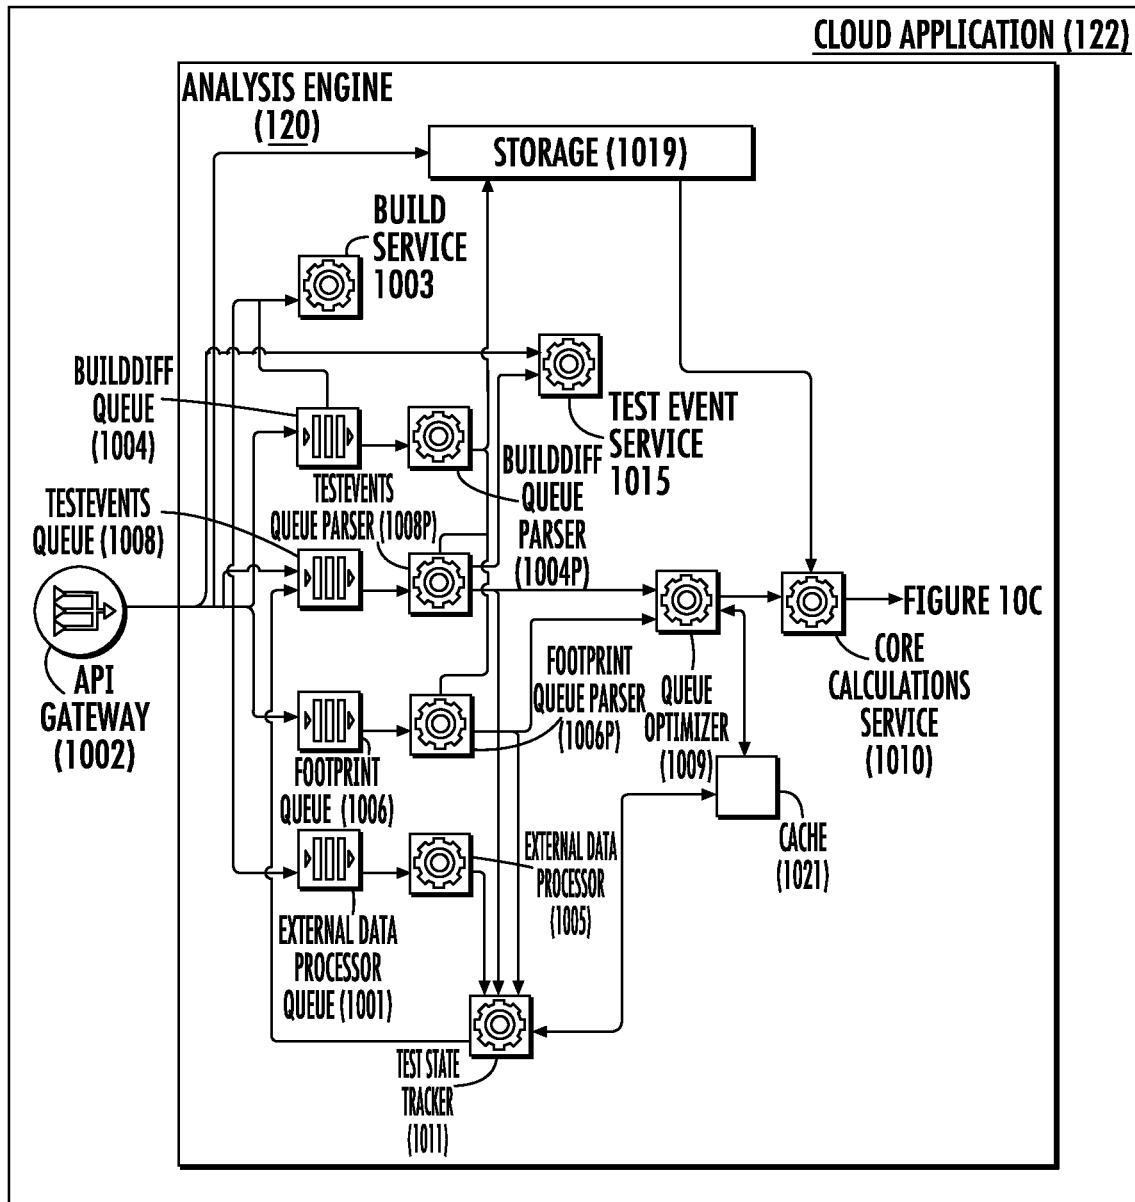 CLOUD APPLICATION (122)
ANALYSIS ENGINE
(120)
STORAGE (1019)
BUILD
SERVICE
1003
BUILDDIFF
QUEUE
(1004)
TEST EVENT
SERVICE
1015
BUILDDIFF
QUEUE
PARSER
(1004P)
TESTEVENTS
QUEUE PARSER (1008P)
TESTEVENTS
QUEUE (1008)
API
GATEWAY
(1002)
FIGURE 10C
CORE
CALCULATIONS
SERVICE
(1010)
QUEUE
OPTIMIZER
(1009)
FOOTPRINT
QUEUE PARSER
(1006P)
FOOTPRINT
QUEUE (1006)
CACHE
(1021)
EXTERNAL DATA
PROCESSOR
(1005)
EXTERNAL DATA
PROCESSOR
QUEUE (1001)
TEST STATE
TRACKER
(1011)